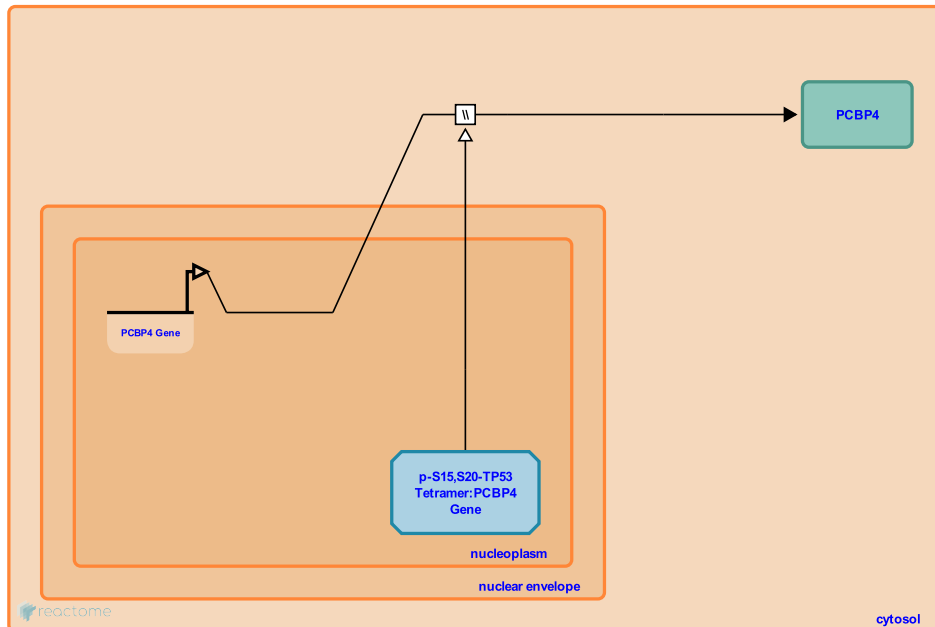 \\
PCBP4
PCBP4 Gene
p-S15,S20-TP53
Tetramer:PCBP4
Gene
nucleoplasm
nuclear envelope
reactome
cytosol